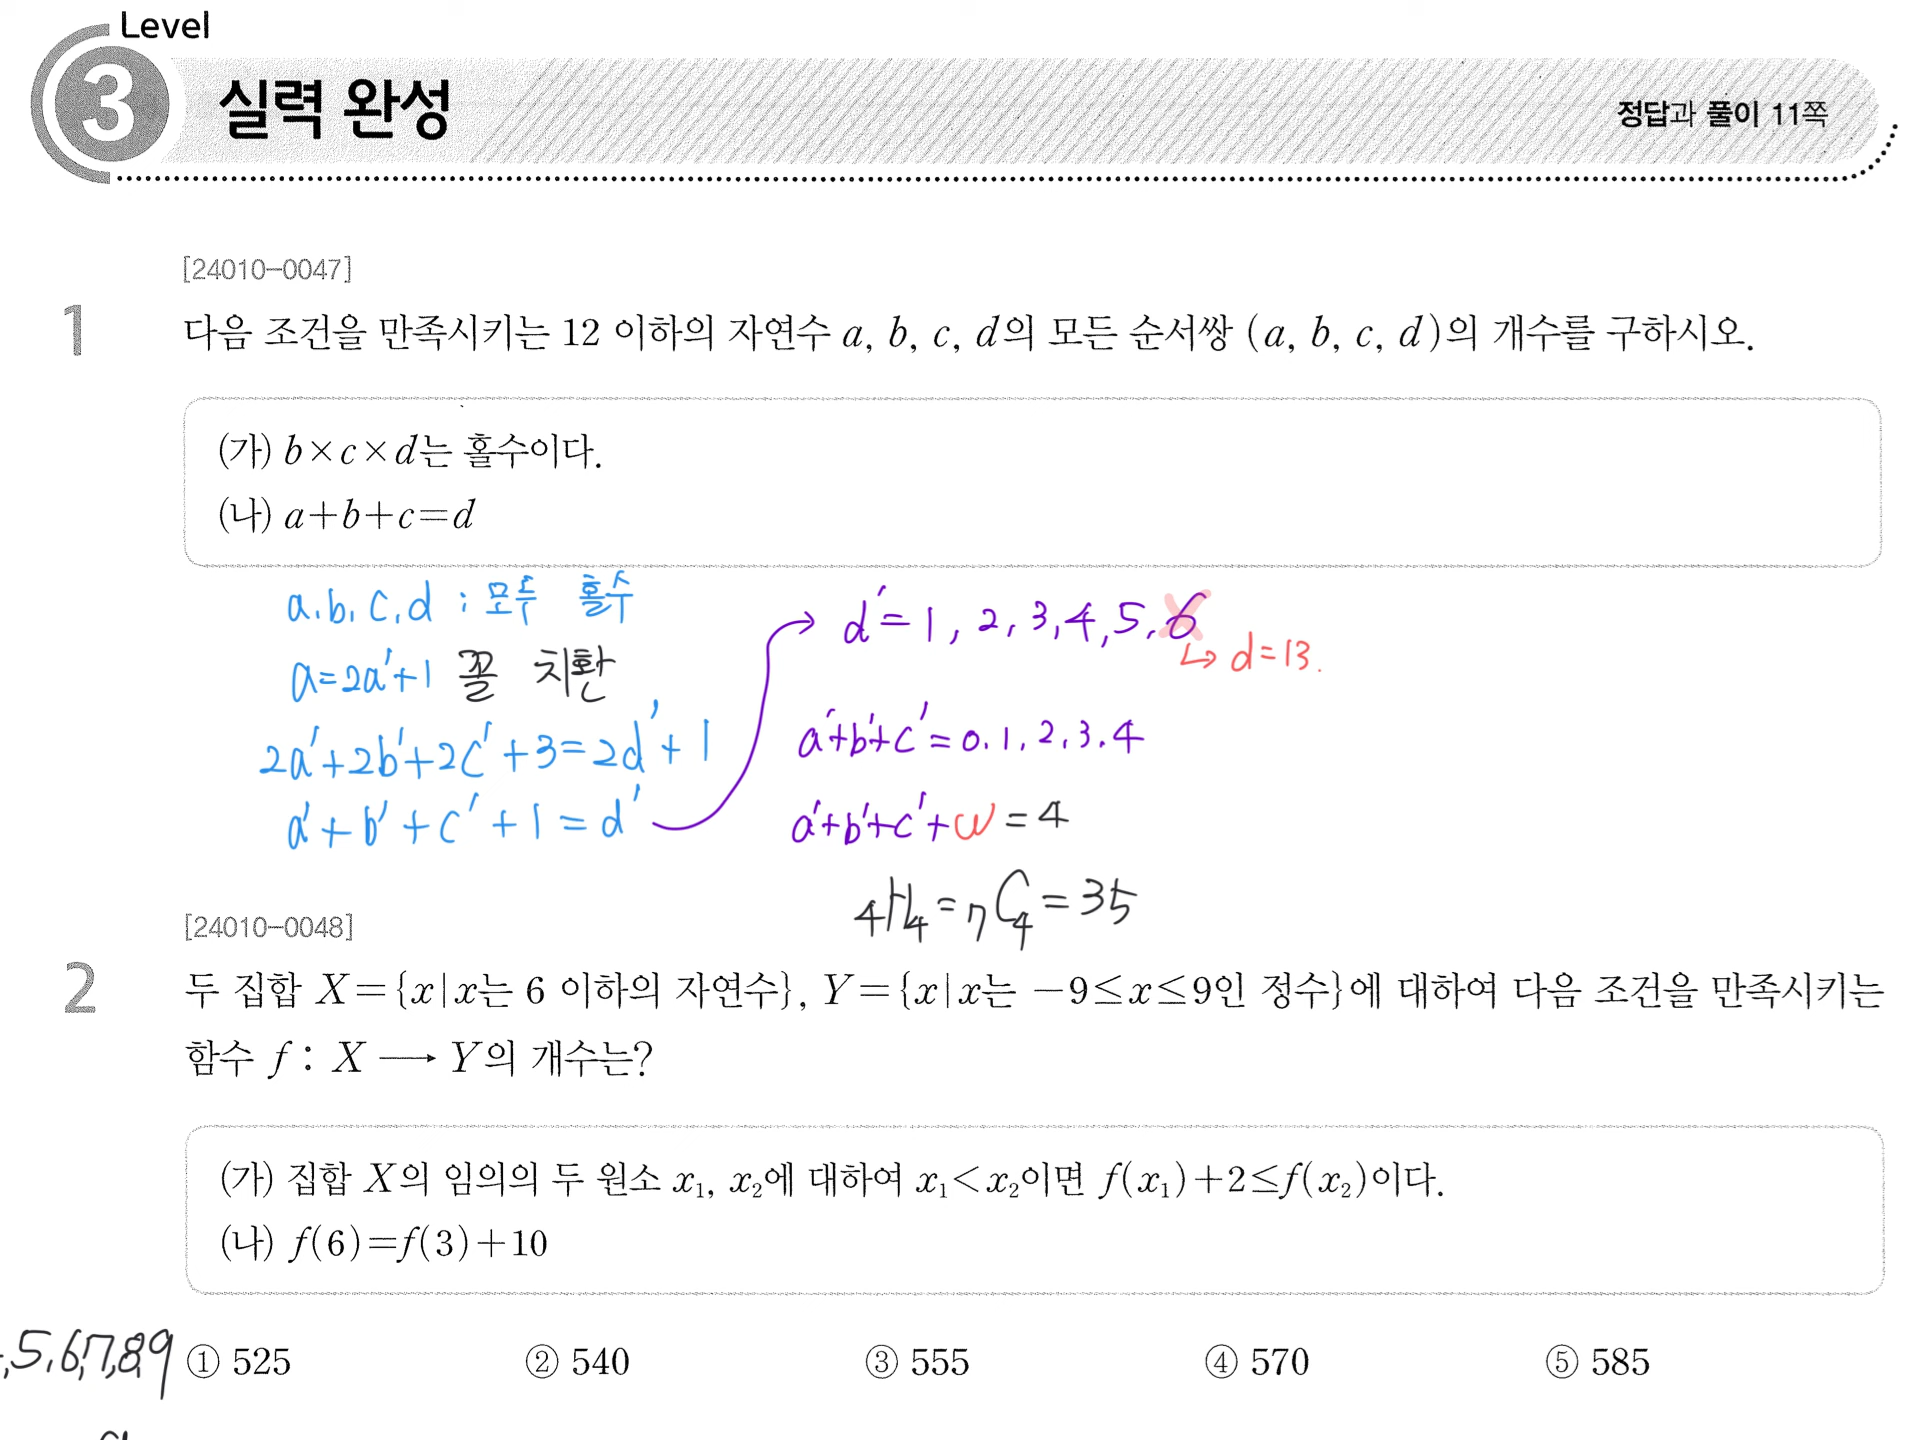 Level
3 실력 완성
정답과 풀이 11쪽
[24010-0047]
1 다음 조건을 만족시키는 12 이하의 자연수 a, b, c, d의 모든 순서쌍 (a, b, c, d)의 개수를 구하시오.
(가) b×c×d는 홀수이다.
(나) a+b+c=d
a, b, c, d : 모두 홀수
a=2a'+1 꼴 치환
2a'+2b'+2c'+3=2d'+1
a'+b'+c'+1=d'
d'=1, 2, 3, 4, 5, 6
↳ d=13.
a'+b'+c'=0, 1, 2, 3, 4
a'+b'+c'+w=4
₄H₄=₇C₄=35
[24010-0048]
2 두 집합 X={x|x는 6 이하의 자연수}, Y={x|x는 -9≤x≤9인 정수}에 대하여 다음 조건을 만족시키는
함수 f : X ⟶ Y의 개수는?
(가) 집합 X의 임의의 두 원소 x₁, x₂에 대하여 x₁<x₂이면 f(x₁)+2≤f(x₂)이다.
(나) f(6)=f(3)+10
,5,6,7,8,9
① 525 ② 540 ③ 555 ④ 570 ⑤ 585